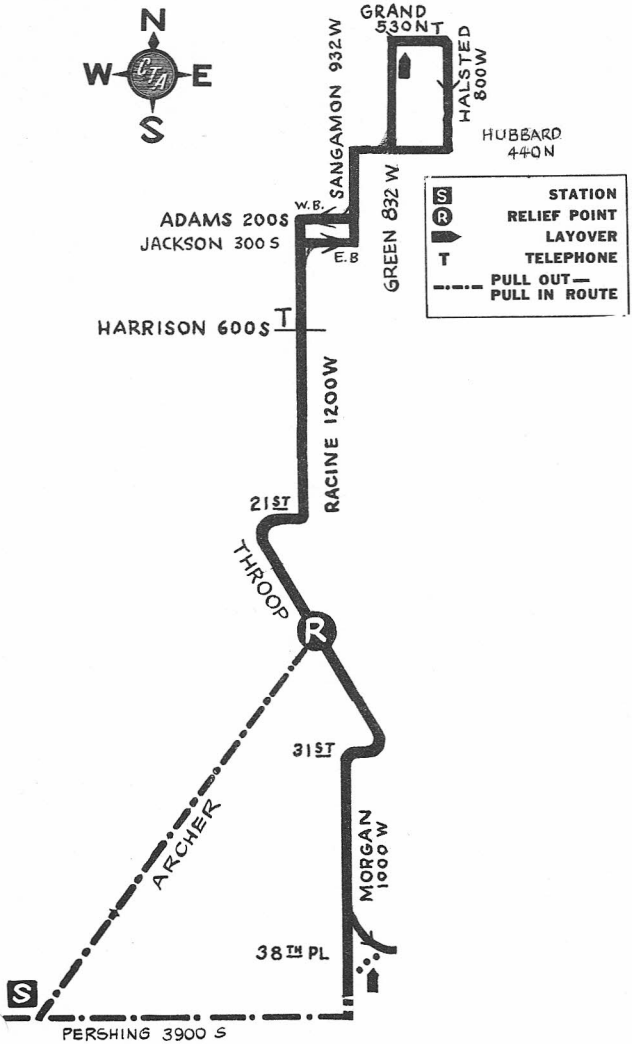 N
W CTA E
S
GRAND
530N T
SANGAMON 932W
HALSTED
800W
HUBBARD
440N
GREEN 832 W
W.B.
ADAMS 200S
JACKSON 300 S
E.B
S STATION
R RELIEF POINT
LAYOVER
T TELEPHONE
PULL OUT—
PULL IN ROUTE
HARRISON 600S T
RACINE 1200W
21ST
THROOP
R
31ST
ARCHER
MORGAN
1000 W
38TH PL
S
PERSHING 3900 S